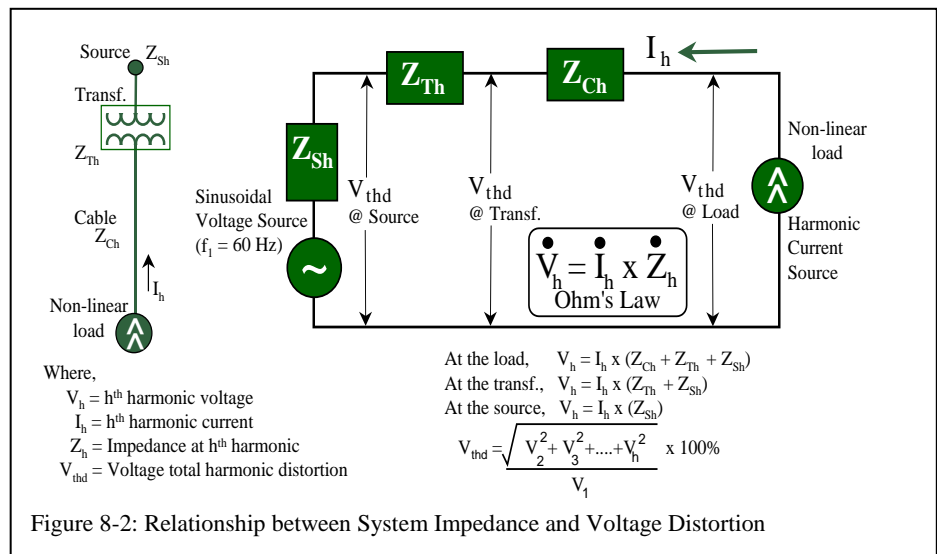 Source
Z_Sh
Transf.
Z_Th
Cable
Z_Ch
I_h
Non-linear
load
Z_Sh
Z_Th
Z_Ch
I_h
Sinusoidal
Voltage Source
(f_1 = 60 Hz)
~
V_thd
@ Source
V_thd
@ Transf.
V_thd
@ Load
Non-linear
load
Harmonic
Current
Source
V̇_h = İ_h x Ż_h
Ohm's Law
Where,
V_h = h^th harmonic voltage
I_h = h^th harmonic current
Z_h = Impedance at h^th harmonic
V_thd = Voltage total harmonic distortion
At the load, V_h = I_h x (Z_Ch + Z_Th + Z_Sh)
At the transf., V_h = I_h x (Z_Th + Z_Sh)
At the source, V_h = I_h x (Z_Sh)
V_thd = √(V_2^2 + V_3^2 + .... + V_h^2) / V_1 x 100%
Figure 8-2: Relationship between System Impedance and Voltage Distortion